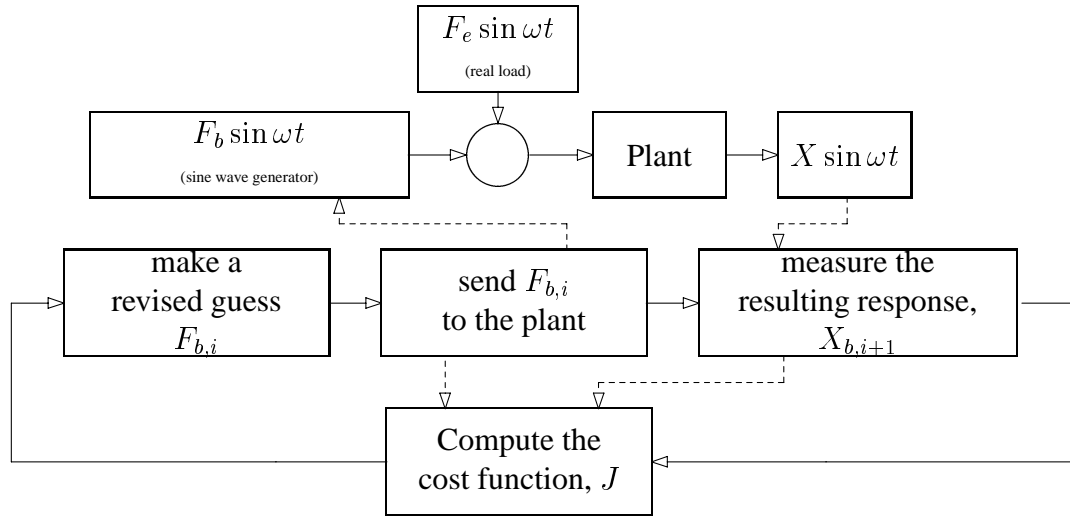 F_e sin ωt
(real load)
F_b sin ωt
(sine wave generator)
Plant
X sin ωt
make a
revised guess
F_{b,i}
send F_{b,i}
to the plant
measure the
resulting response,
X_{b,i+1}
Compute the
cost function, J